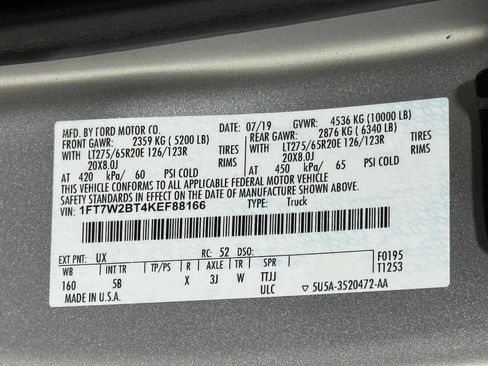 MFD. BY FORD MOTOR CO.
DATE: 07/19 GVWR: 4536 KG (10000 LB)
FRONT GAWR: 2359 KG (5200 LB) REAR GAWR: 2876 KG (6340 LB)
WITH LT275/65R20E 126/123R RIMS WITH LT275/65R20E 126/123R RIMS
20X8.0J 20X8.0J
AT 420 kPa/ 60 PSI COLD AT 450 kPa/ 65 PSI COLD
THIS VEHICLE CONFORMS TO ALL APPLICABLE FEDERAL MOTOR VEHICLE
SAFETY STANDARDS IN EFFECT ON THE DATE OF MANUFACTURE SHOWN ABOVE.
VIN: 1FT7W2BT4KEF88166 TYPE: Truck
EXT PNT: UX RC: 52 DSO: F0195
WB INT TR TP/PS R AXLE TR SPR T1253
160 5B X 3J W TTJJ
MADE IN U.S.A. ULC ▽ 5U5A-3520472-AA